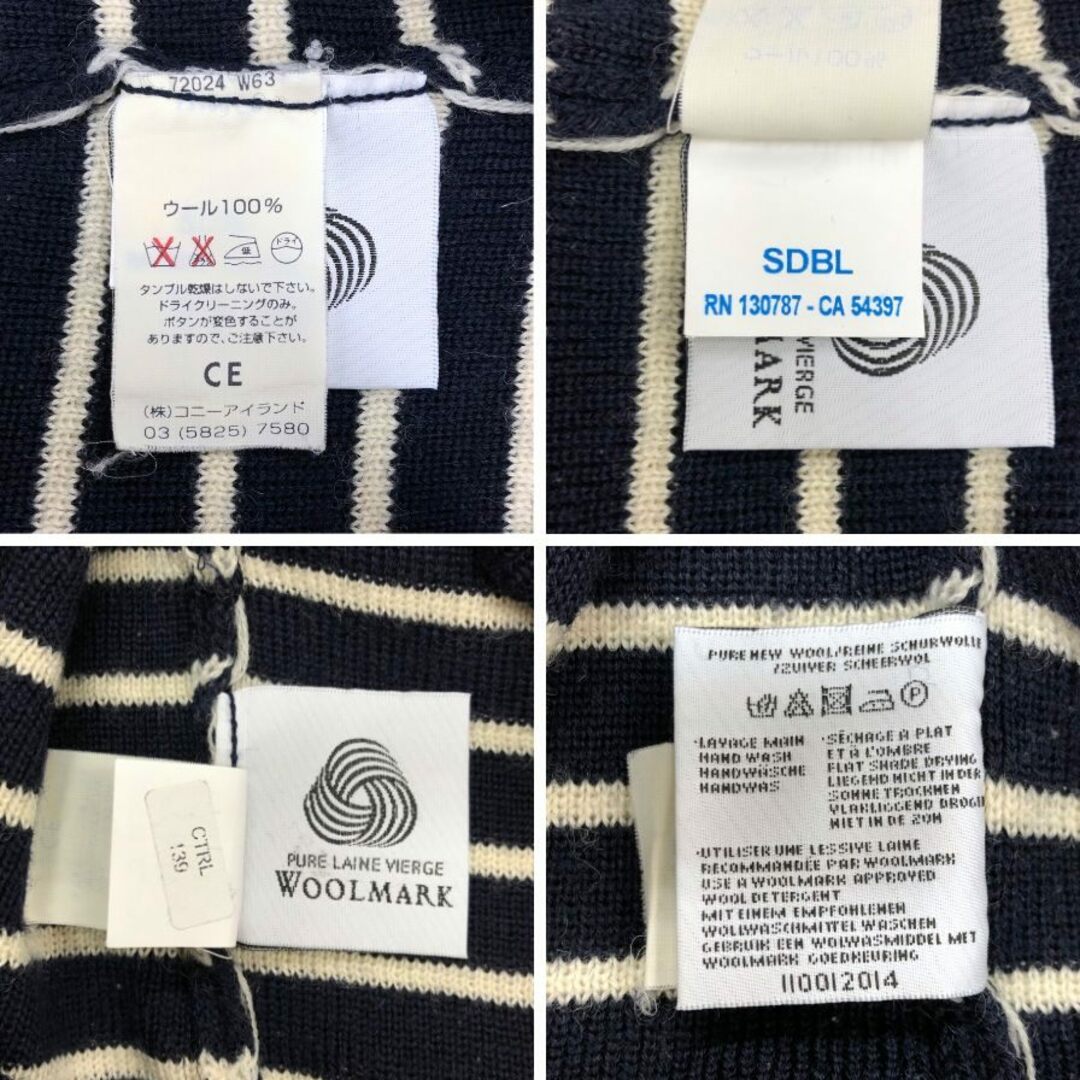 72024 W63
ウール100%
低
ドライ
タンブル乾燥はしないで下さい。
ドライクリーニングのみ。
ボタンが変色することが
ありますので、ご注意下さい。
CE
(株)コニーアイランド
03 (5825) 7580
SDBL
RN 130787 - CA 54397
VIERGE
MARK
CTRL
139
PURE LAINE VIERGE
WOOLMARK
PURE NEW WOOL/REINE SCHURWOLLE
ZUIVER SCHEERWOL
P
·LAVAGE MAIN
HAND WASH
HANDWÄSCHE
HANDWAS
·SÉCHAGE A PLAT
ET À L'OMBRE
FLAT SHADE DRYING
LIEGEND NICHT IN DER
SONNE TROCKNEN
VLAKLIGGEND DROGEN
NIET IN DE ZON
·UTILISER UNE LESSIVE LAINE
RECOMMANDÉE PAR WOOLMARK
USE A WOOLMARK APPROVED
WOOL DETERGENT
MIT EINEM EMPFOHLENEN
WOLLWASCHMITTEL WASCHEN
GEBRUIK EEN WOLWASMIDDEL MET
WOOLMARK GOEDKEURING
110012014